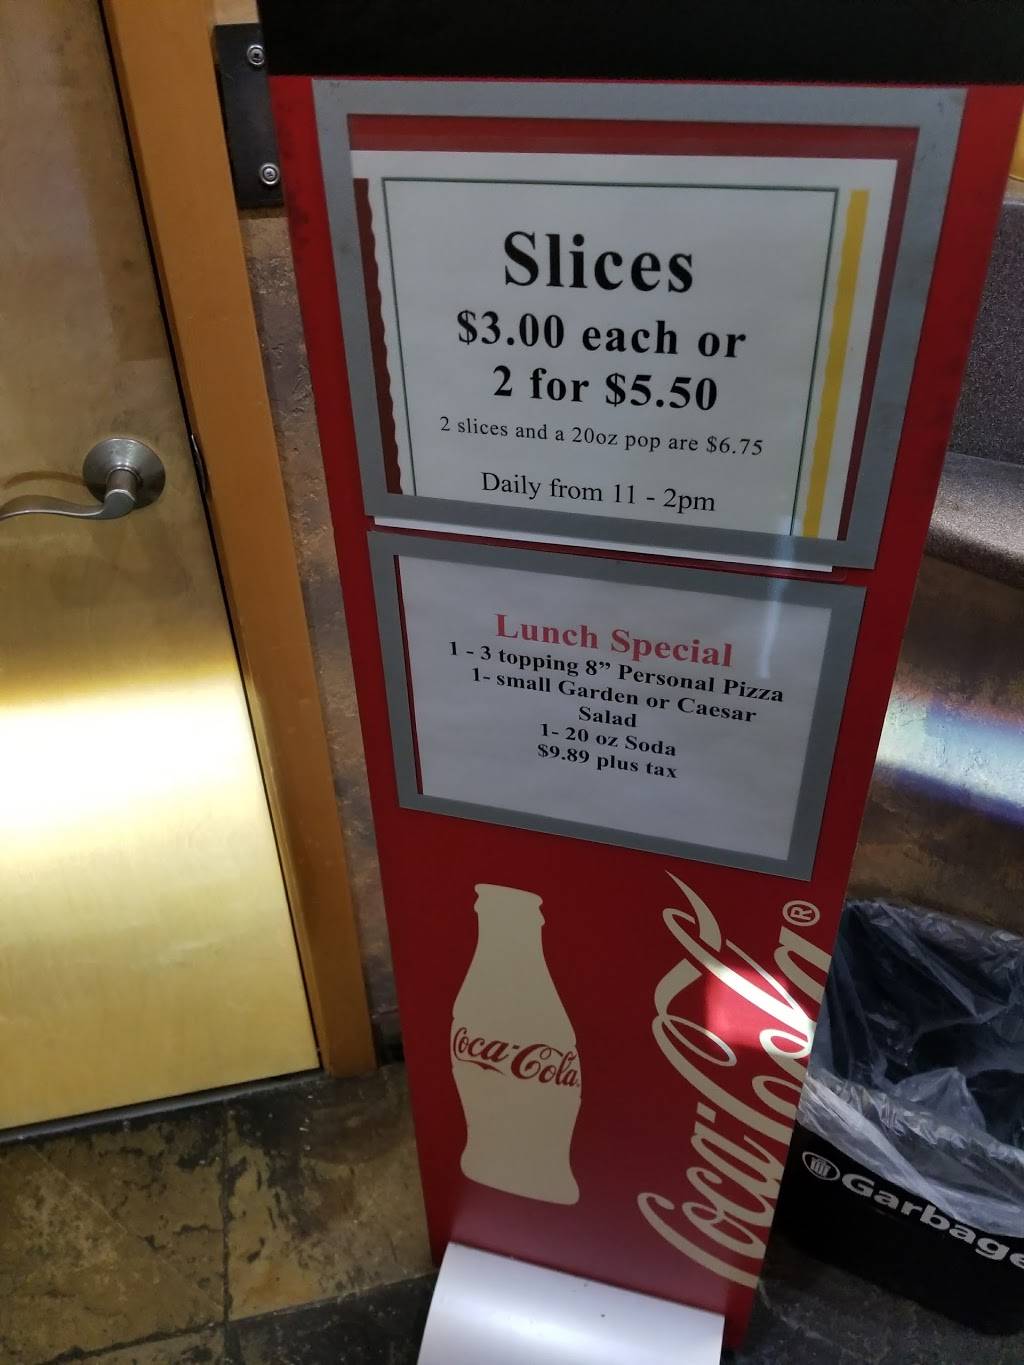 Slices
$3.00 each or
2 for $5.50
2 slices and a 20oz pop are $6.75
Daily from 11 - 2pm
Lunch Special
1 - 3 topping 8” Personal Pizza
1- small Garden or Caesar
Salad
1- 20 oz Soda
$9.89 plus tax
Coca-Cola
Coca-Cola®
Garbage